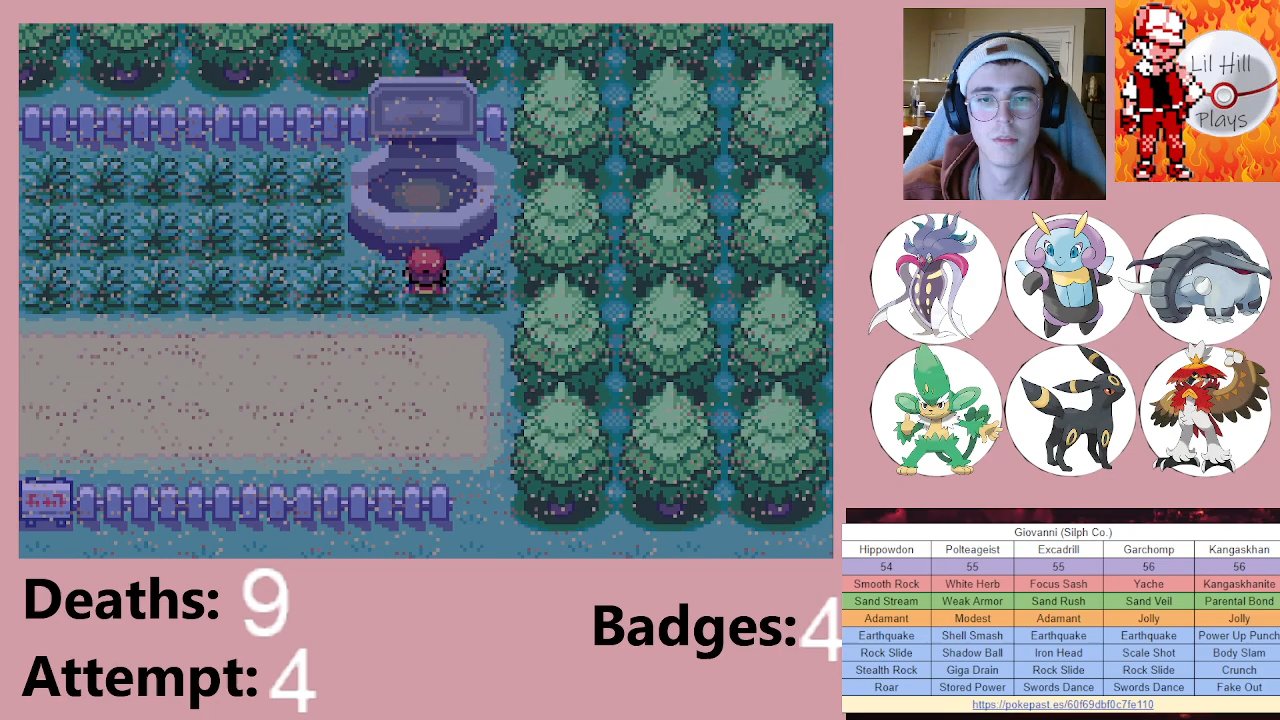 Lil Hill
Plays
Giovanni (Silph Co.)
Hippowdon Polteageist Excadrill Garchomp Kangaskhan
54 55 55 56 56
Smooth Rock White Herb Focus Sash Yache Kangaskhanite
Sand Stream Weak Armor Sand Rush Sand Veil Parental Bond
Adamant Modest Adamant Jolly Jolly
Earthquake Shell Smash Earthquake Earthquake Power Up Punch
Rock Slide Shadow Ball Iron Head Scale Shot Body Slam
Stealth Rock Giga Drain Rock Slide Rock Slide Crunch
Roar Stored Power Swords Dance Swords Dance Fake Out
https://pokepast.es/60f69dbf0c7fe110
Deaths: 9
Badges: 4
Attempt: 4